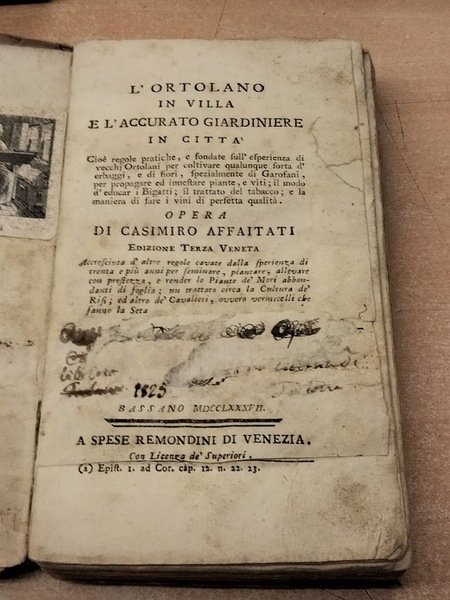 L'ORTOLANO
IN VILLA
E L'ACCURATO GIARDINIERE
IN CITTA'
Cioè regole pratiche, e fondate sull'esperienza di
vecchi Ortolani per coltivare qualunque sorta d'
erbaggi, e di fiori, spezialmente di Garofani,
per propagare ed innestare piante, e viti; il modo
d'educar i Bigatti; il trattato del tabacco; e la
maniera di fare i vini di perfetta qualità.
OPERA
DI CASIMIRO AFFAITATI
EDIZIONE TERZA VENETA
Accresciuta d'altre regole cavate dalla sperienza di
trenta e più anni per seminare, piantare, allevare
con prestezza, e rendere le Piante de' Mori abbon-
danti di foglia; un trattato circa la Cultura de'
Risi; ed altro de' Cavalieri, ovvero vermicelli che
fanno la Seta
1825
BASSANO MDCCLXXXVII.
A SPESE REMONDINI DI VENEZIA.
Con Licenza de' Superiori.
(a) Epist. 1. ad Cor. cap. 12. n. 22. 23.